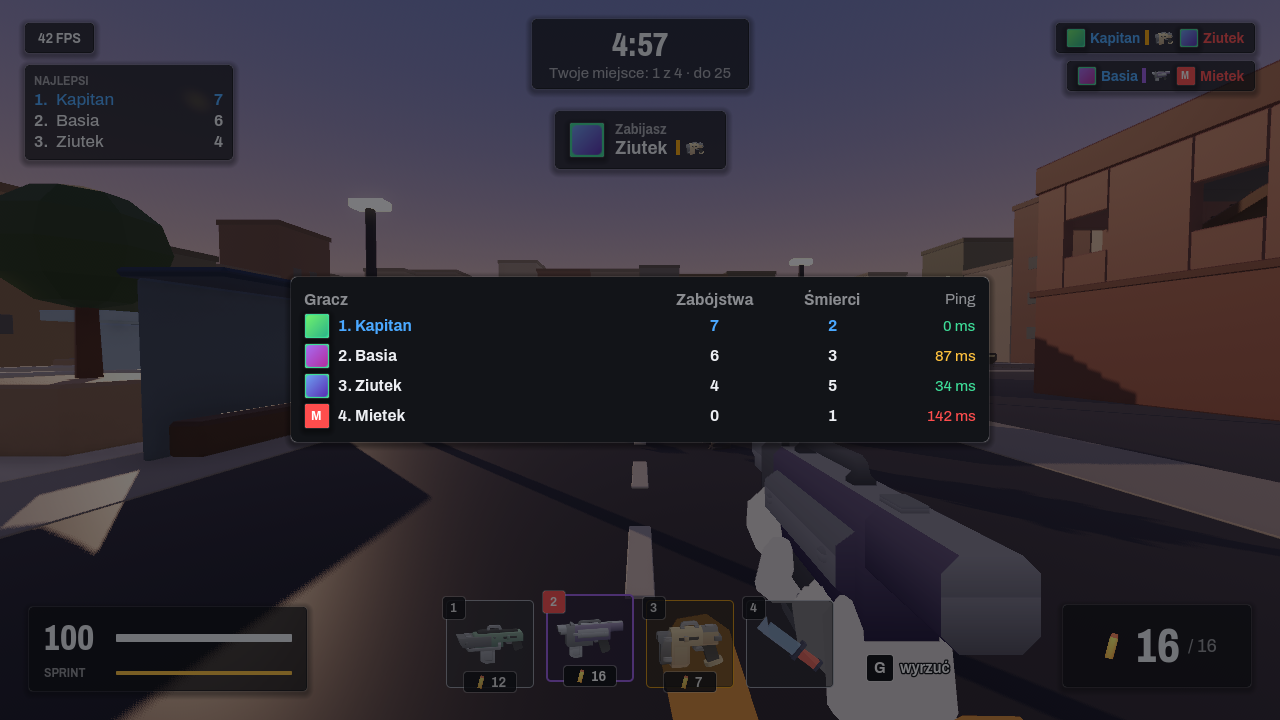 42 FPS
NAJLEPSI
1. Kapitan 7
2. Basia 6
3. Ziutek 4
4:57
Twoje miejsce: 1 z 4 · do 25
Zabijasz
Ziutek
Kapitan Ziutek
Basia M Mietek
Gracz Zabójstwa Śmierci Ping
1. Kapitan 7 2 0 ms
2. Basia 6 3 87 ms
3. Ziutek 4 5 34 ms
M 4. Mietek 0 1 142 ms
100
SPRINT
1 12
2 16
3 7
4
G wyrzuć
16 / 16